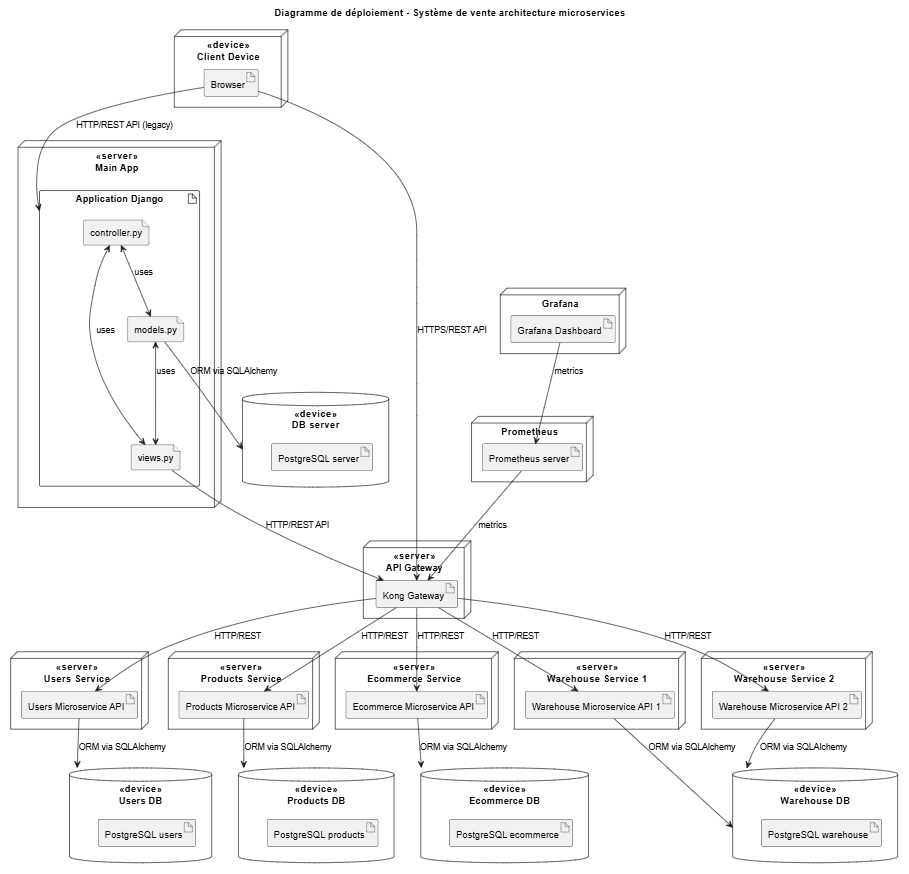 Diagramme de déploiement - Système de vente architecture microservices
«device»
Client Device
Browser
HTTP/REST API (legacy)
«server»
Main App
Application Django
controller.py
uses
models.py
uses
uses
ORM via SQLAlchemy
views.py
HTTPS/REST API
Grafana
Grafana Dashboard
metrics
«device»
DB server
PostgreSQL server
Prometheus
Prometheus server
HTTP/REST API
metrics
«server»
API Gateway
Kong Gateway
HTTP/REST
HTTP/REST
HTTP/REST
HTTP/REST
HTTP/REST
«server»
Users Service
Users Microservice API
«server»
Products Service
Products Microservice API
«server»
Ecommerce Service
Ecommerce Microservice API
«server»
Warehouse Service 1
Warehouse Microservice API 1
«server»
Warehouse Service 2
Warehouse Microservice API 2
ORM via SQLAlchemy
ORM via SQLAlchemy
ORM via SQLAlchemy
ORM via SQLAlchemy
ORM via SQLAlchemy
«device»
Users DB
PostgreSQL users
«device»
Products DB
PostgreSQL products
«device»
Ecommerce DB
PostgreSQL ecommerce
«device»
Warehouse DB
PostgreSQL warehouse